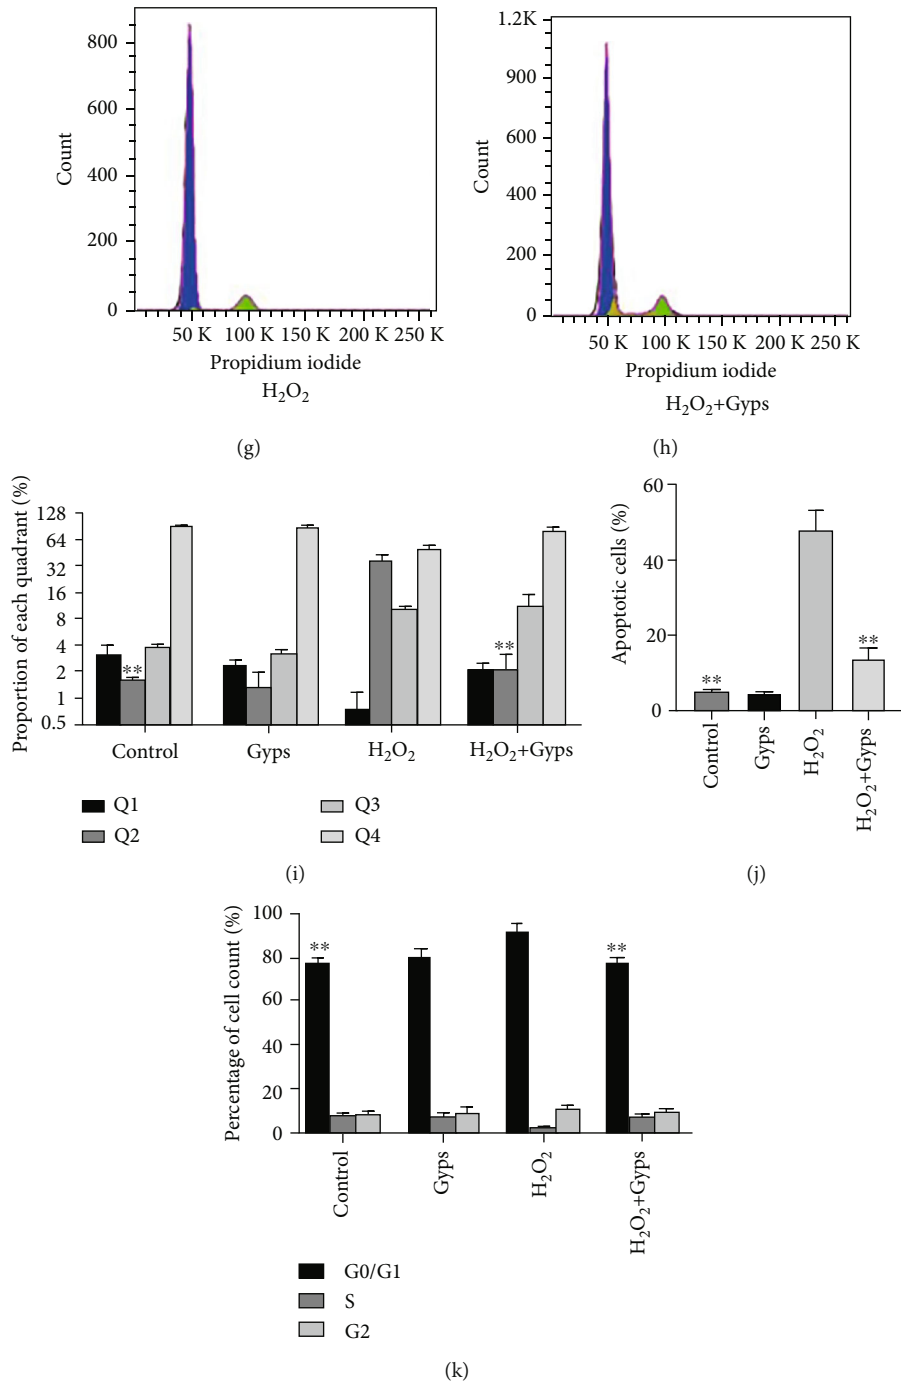 800
600
400
200
0
Count
50 K 100 K 150 K 200 K 250 K
Propidium iodide
H₂O₂
(g)
1.2K
900
600
400
200
0
Count
50 K 100 K 150 K 200 K 250 K
Propidium iodide
H₂O₂+Gyps
(h)
Proportion of each quadrant (%)
128
64
32
16
8
4
2
1
0.5
**
**
Control Gyps H₂O₂ H₂O₂+Gyps
Q1 Q3
Q2 Q4
(i)
Apoptotic cells (%)
60
40
20
0
**
**
Control Gyps H₂O₂ H₂O₂+Gyps
(j)
Percentage of cell count (%)
100
80
60
40
20
0
**
**
Control Gyps H₂O₂ H₂O₂+Gyps
G0/G1
S
G2
(k)